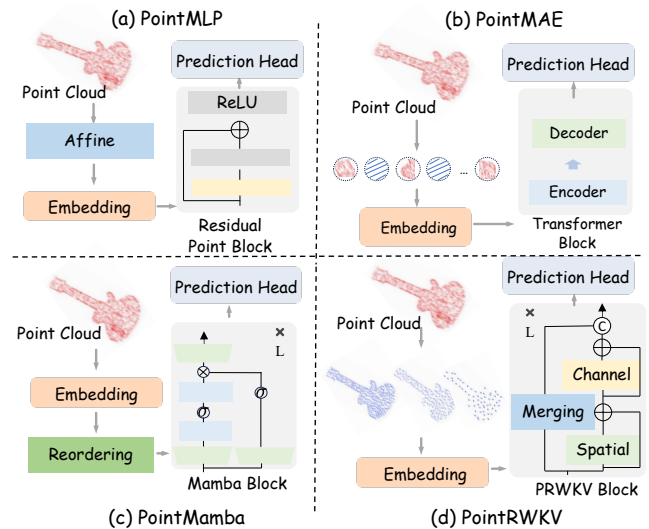 (a) PointMLP
Prediction Head
Point Cloud
ReLU
Affine
Embedding
Residual
Point Block
(b) PointMAE
Prediction Head
Point Cloud
Decoder
...
Encoder
Embedding
Transformer
Block
Prediction Head
Point Cloud
× L
Embedding
σ
σ
Reordering
Mamba Block
(c) PointMamba
Prediction Head
Point Cloud
× L
C
Channel
Merging
Spatial
Embedding
PRWKV Block
(d) PointRWKV